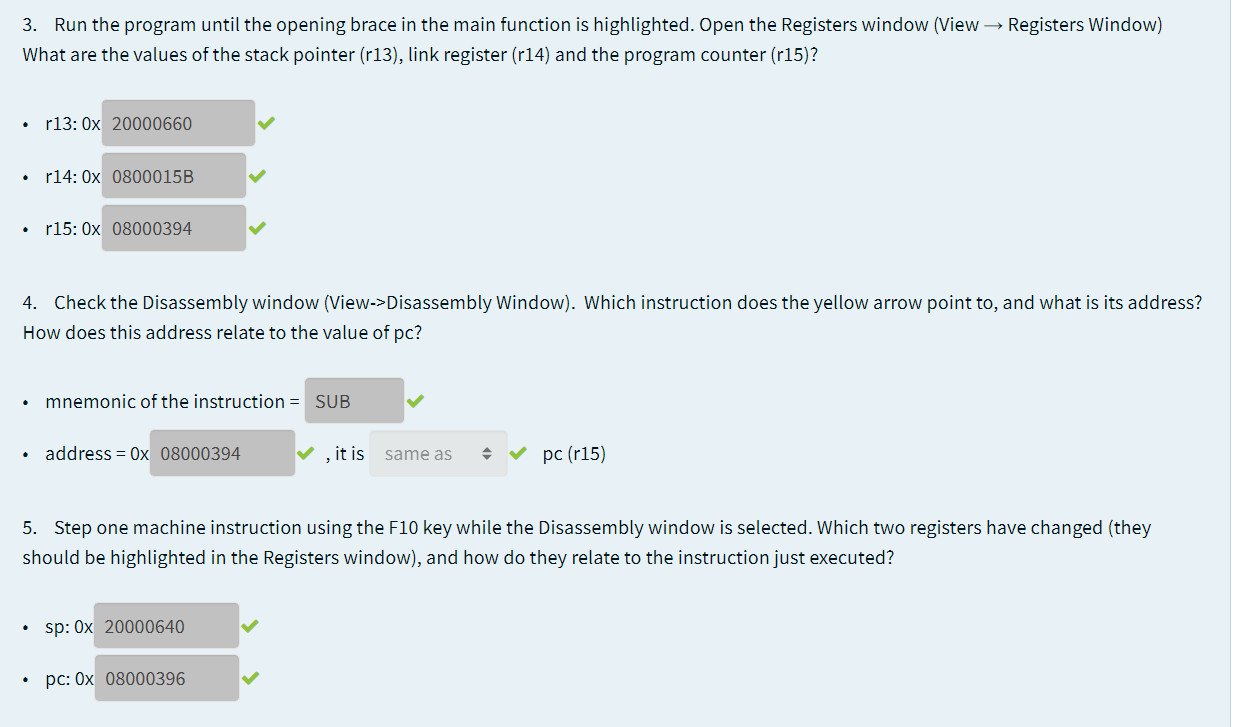 3. Run the program until the opening brace in the main function is highlighted. Open the Registers window (View → Registers Window)
What are the values of the stack pointer (r13), link register (r14) and the program counter (r15)?
• r13: 0x 20000660
• r14: 0x 0800015B
• r15: 0x 08000394
4. Check the Disassembly window (View->Disassembly Window). Which instruction does the yellow arrow point to, and what is its address?
How does this address relate to the value of pc?
• mnemonic of the instruction = SUB
• address = 0x 08000394 , it is same as pc (r15)
5. Step one machine instruction using the F10 key while the Disassembly window is selected. Which two registers have changed (they
should be highlighted in the Registers window), and how do they relate to the instruction just executed?
• sp: 0x 20000640
• pc: 0x 08000396